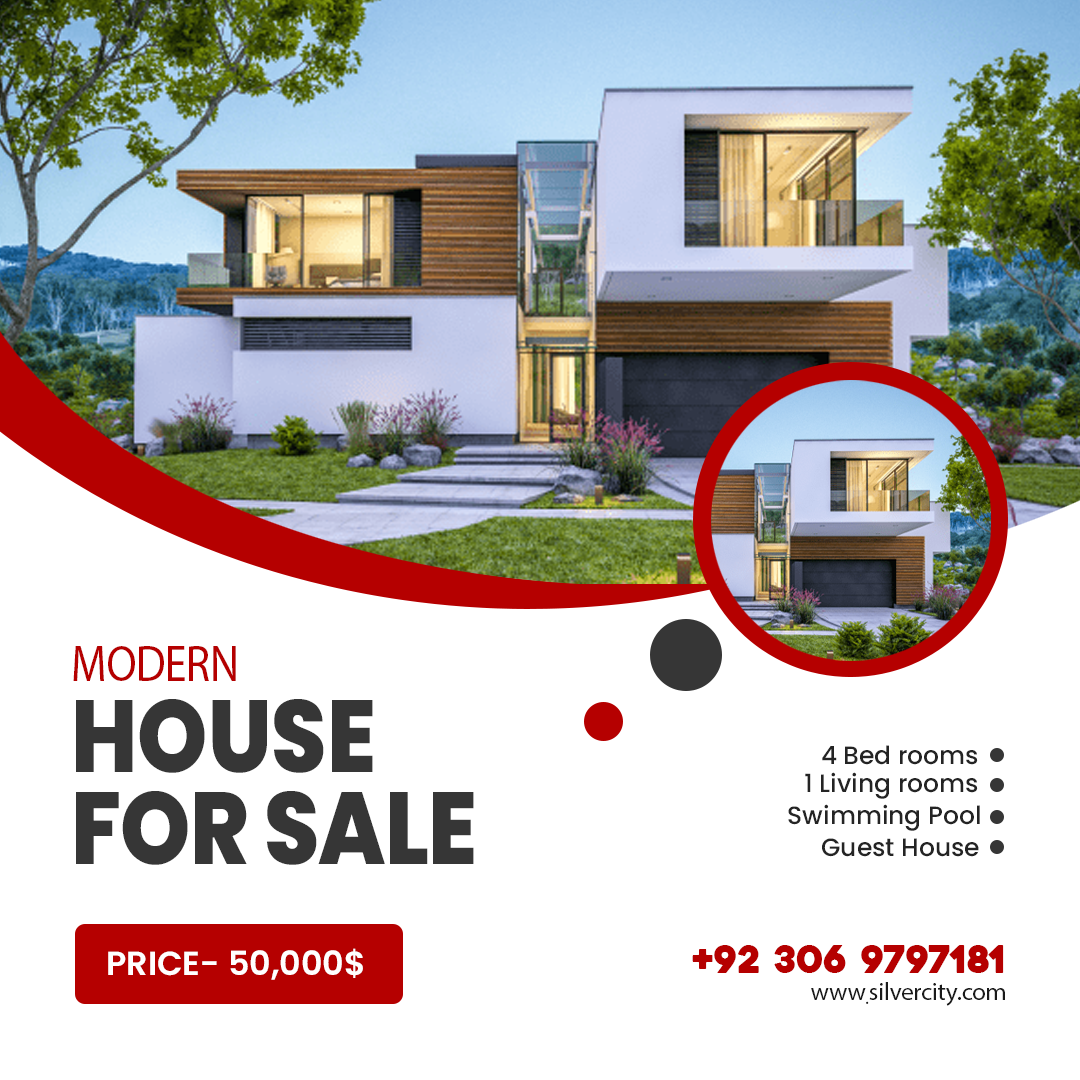 MODERN
HOUSE
FOR SALE
4 Bed rooms
1 Living rooms
Swimming Pool
Guest House
PRICE- 50,000$
+92 306 9797181
www.silvercity.com